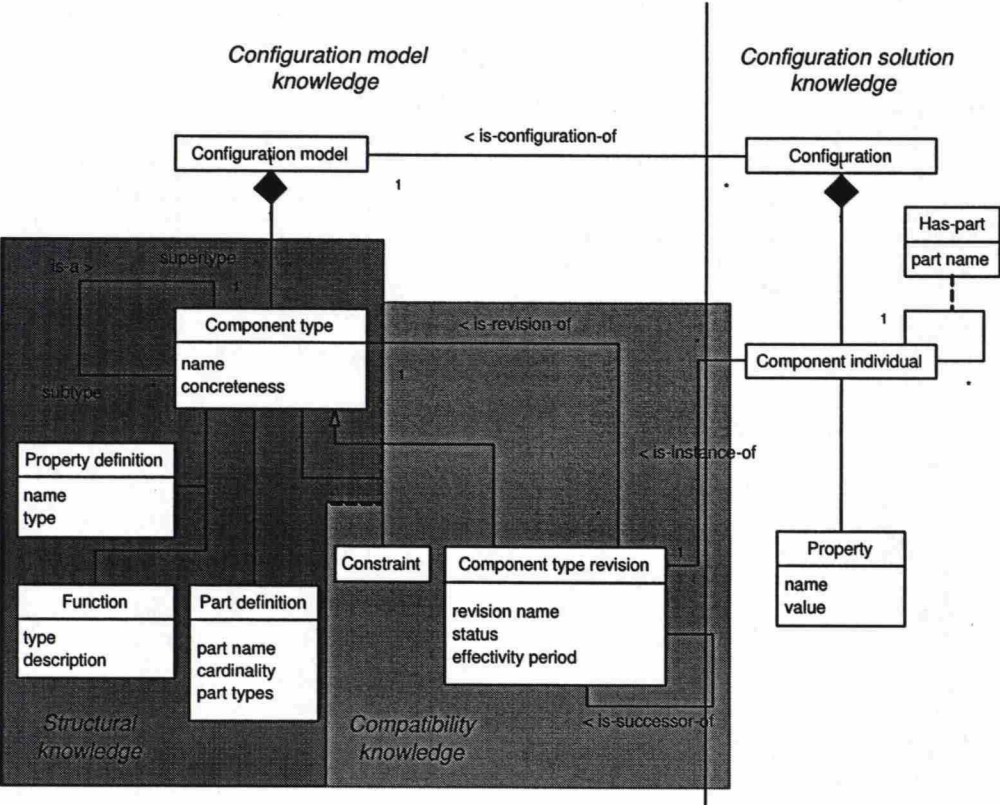 Configuration model
knowledge
Configuration solution
knowledge
< is-configuration-of
Configuration model
Configuration
1
*
Has-part
part name
is-a >
supertype
1
*
1
Component type
name
concreteness
< is-revision-of
1
*
Component individual
*
subtype
*
< is-instance-of
Property definition
name
type
Constraint
Component type revision
revision name
status
effectivity period
1
Property
name
value
Function
type
description
Part definition
part name
cardinality
part types
< is-successor-of
Structural
knowledge
Compatibility
knowledge